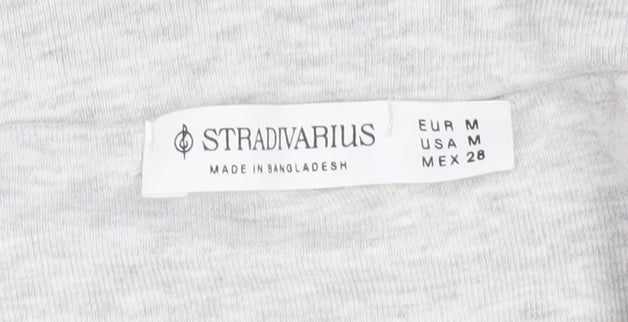 STRADIVARIUS
MADE IN BANGLADESH
EUR M
USA M
MEX 28